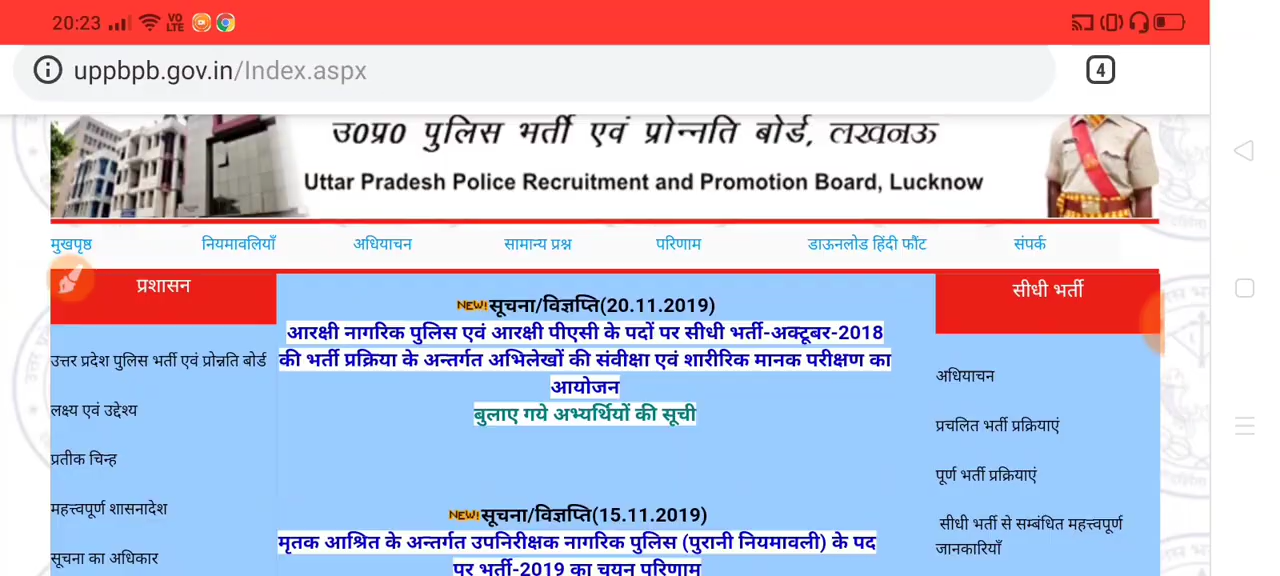 20:23 VO LTE
uppbpb.gov.in/Index.aspx 4
उ0प्र0 पुलिस भर्ती एवं प्रोन्नति बोर्ड, लखनऊ
Uttar Pradesh Police Recruitment and Promotion Board, Lucknow
मुखपृष्ठ नियमावलियाँ अधियाचन सामान्य प्रश्न परिणाम डाऊनलोड हिंदी फौंट संपर्क
प्रशासन
उत्तर प्रदेश पुलिस भर्ती एवं प्रोन्नति बोर्ड
लक्ष्य एवं उद्देश्य
प्रतीक चिन्ह
महत्त्वपूर्ण शासनादेश
सूचना का अधिकार
NEW! सूचना/विज्ञप्ति(20.11.2019)
आरक्षी नागरिक पुलिस एवं आरक्षी पीएसी के पदों पर सीधी भर्ती-अक्टूबर-2018
की भर्ती प्रक्रिया के अन्तर्गत अभिलेखों की संवीक्षा एवं शारीरिक मानक परीक्षण का
आयोजन
बुलाए गये अभ्यर्थियों की सूची
NEW! सूचना/विज्ञप्ति(15.11.2019)
मृतक आश्रित के अन्तर्गत उपनिरीक्षक नागरिक पुलिस (पुरानी नियमावली) के पद
पर भर्ती-2019 का चयन परिणाम
सीधी भर्ती
अधियाचन
प्रचलित भर्ती प्रक्रियाएं
पूर्ण भर्ती प्रक्रियाएं
सीधी भर्ती से सम्बंधित महत्त्वपूर्ण
जानकारियाँ